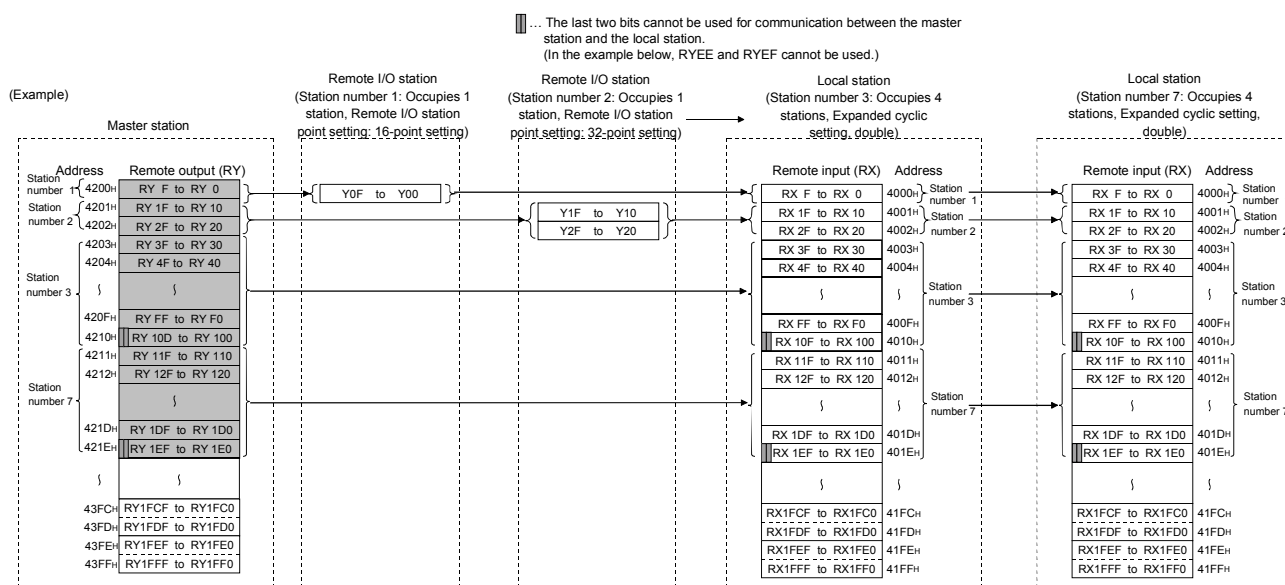 … The last two bits cannot be used for communication between the master
station and the local station.
(In the example below, RYEE and RYEF cannot be used.)
(Example)
Master station
Remote I/O station
(Station number 1: Occupies 1
station, Remote I/O station
point setting: 16-point setting)
Remote I/O station
(Station number 2: Occupies 1
station, Remote I/O station
point setting: 32-point setting)
Local station
(Station number 3: Occupies 4
stations, Expanded cyclic
setting, double)
Local station
(Station number 7: Occupies 4
stations, Expanded cyclic setting,
double)
Address Remote output (RY)
Station number 1
4200H RY F to RY 0
Station number 2
4201H RY 1F to RY 10
4202H RY 2F to RY 20
Station number 3
4203H RY 3F to RY 30
4204H RY 4F to RY 40
420FH RY FF to RY F0
4210H RY 10D to RY 100
Station number 7
4211H RY 11F to RY 110
4212H RY 12F to RY 120
421DH RY 1DF to RY 1D0
421EH RY 1EF to RY 1E0
43FCH RY1FCF to RY1FC0
43FDH RY1FDF to RY1FD0
43FEH RY1FEF to RY1FE0
43FFH RY1FFF to RY1FF0
Y0F to Y00
Y1F to Y10
Y2F to Y20
Remote input (RX) Address
RX F to RX 0 4000H
Station number 1
RX 1F to RX 10 4001H
RX 2F to RX 20 4002H
Station number 2
RX 3F to RX 30 4003H
RX 4F to RX 40 4004H
Station number 3
RX FF to RX F0 400FH
RX 10F to RX 100 4010H
RX 11F to RX 110 4011H
RX 12F to RX 120 4012H
Station number 7
RX 1DF to RX 1D0 401DH
RX 1EF to RX 1E0 401EH
RX1FCF to RX1FC0 41FCH
RX1FDF to RX1FD0 41FDH
RX1FEF to RX1FE0 41FEH
RX1FFF to RX1FF0 41FFH
Remote input (RX) Address
RX F to RX 0 4000H
Station number
RX 1F to RX 10 4001H
RX 2F to RX 20 4002H
Station number 2
RX 3F to RX 30 4003H
RX 4F to RX 40 4004H
Station number 3
RX FF to RX F0 400FH
RX 10F to RX 100 4010H
RX 11F to RX 110 4011H
RX 12F to RX 120 4012H
Station number 7
RX 1DF to RX 1D0 401DH
RX 1EF to RX 1E0 401EH
RX1FCF to RX1FC0 41FCH
RX1FDF to RX1FD0 41FDH
RX1FEF to RX1FE0 41FEH
RX1FFF to RX1FF0 41FFH